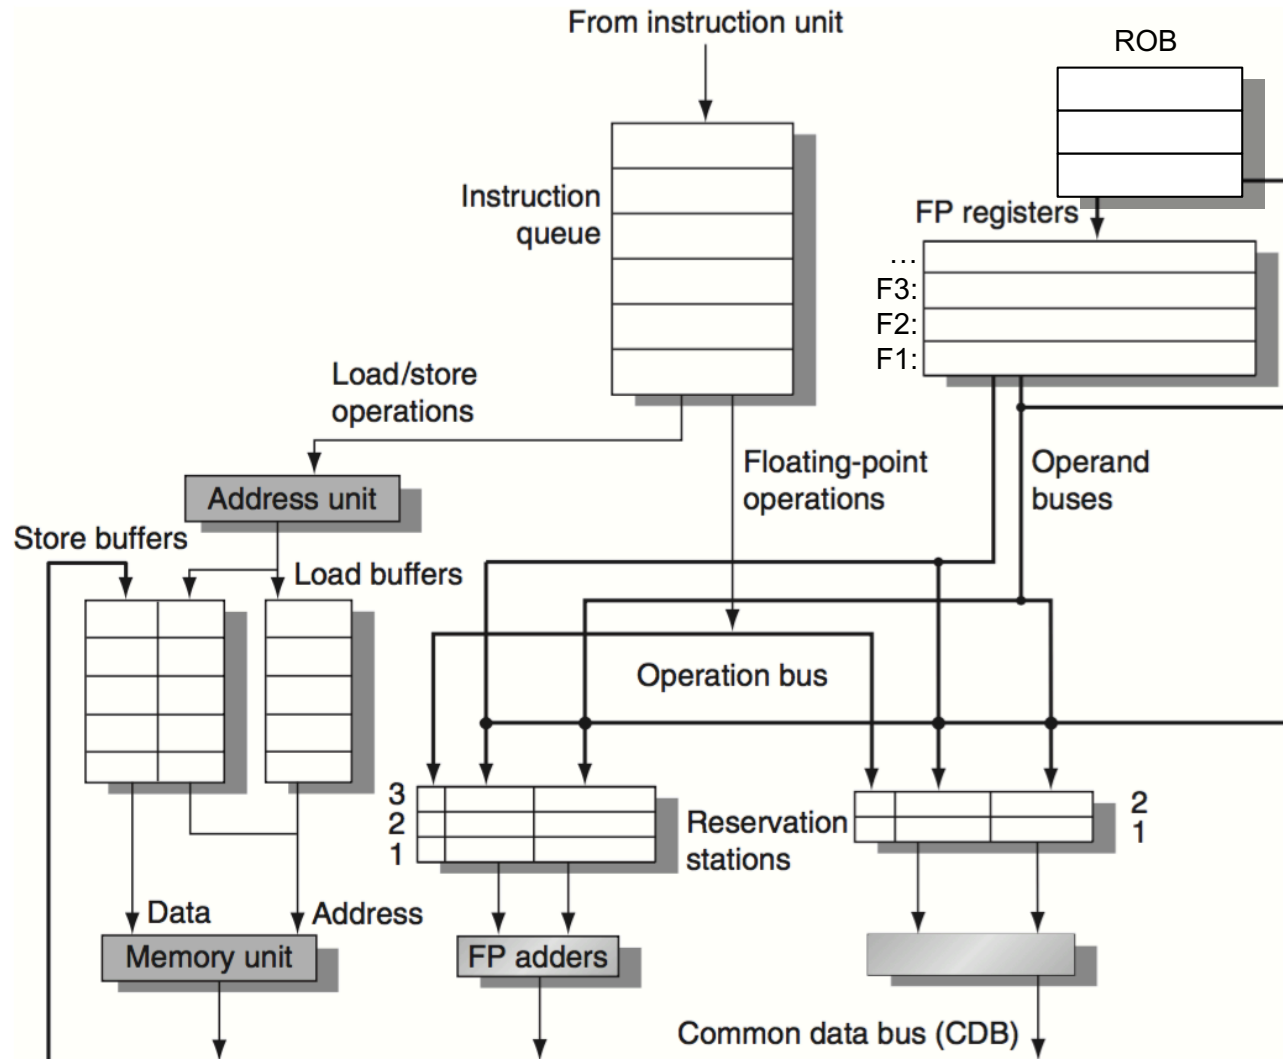 From instruction unit
ROB
Instruction
queue
FP registers
...
F3:
F2:
F1:
Load/store
operations
Address unit
Floating-point
operations
Operand
buses
Store buffers
Load buffers
Operation bus
3
2
1
Reservation
stations
2
1
Data
Address
Memory unit
FP adders
Common data bus (CDB)